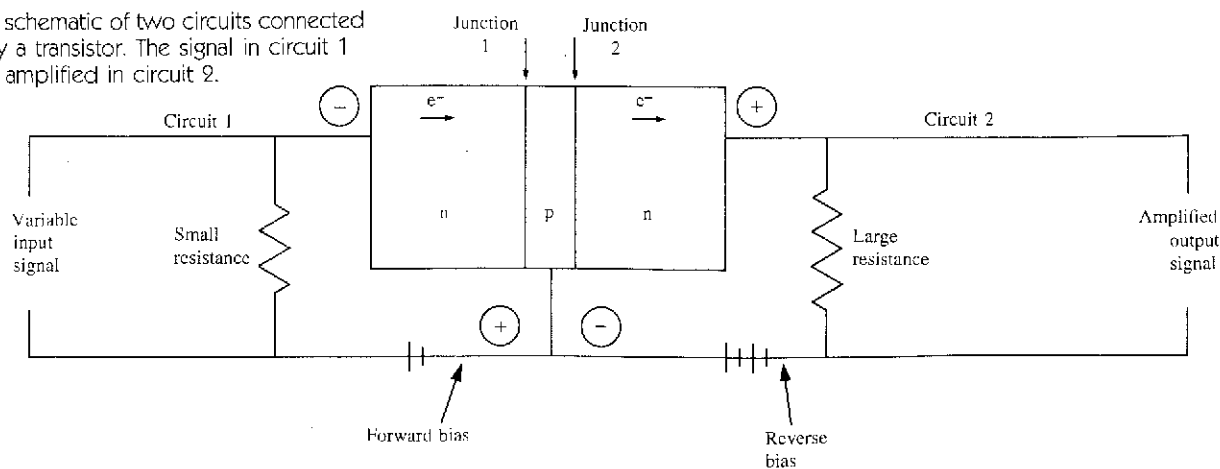 schematic of two circuits connected
y a transistor. The signal in circuit 1
amplified in circuit 2.
Junction
1
Junction
2
−
e⁻
e⁻
+
Circuit 1
Circuit 2
Variable
input
signal
Small
resistance
n
p
n
Large
resistance
Amplified
output
signal
+
−
Forward bias
Reverse
bias